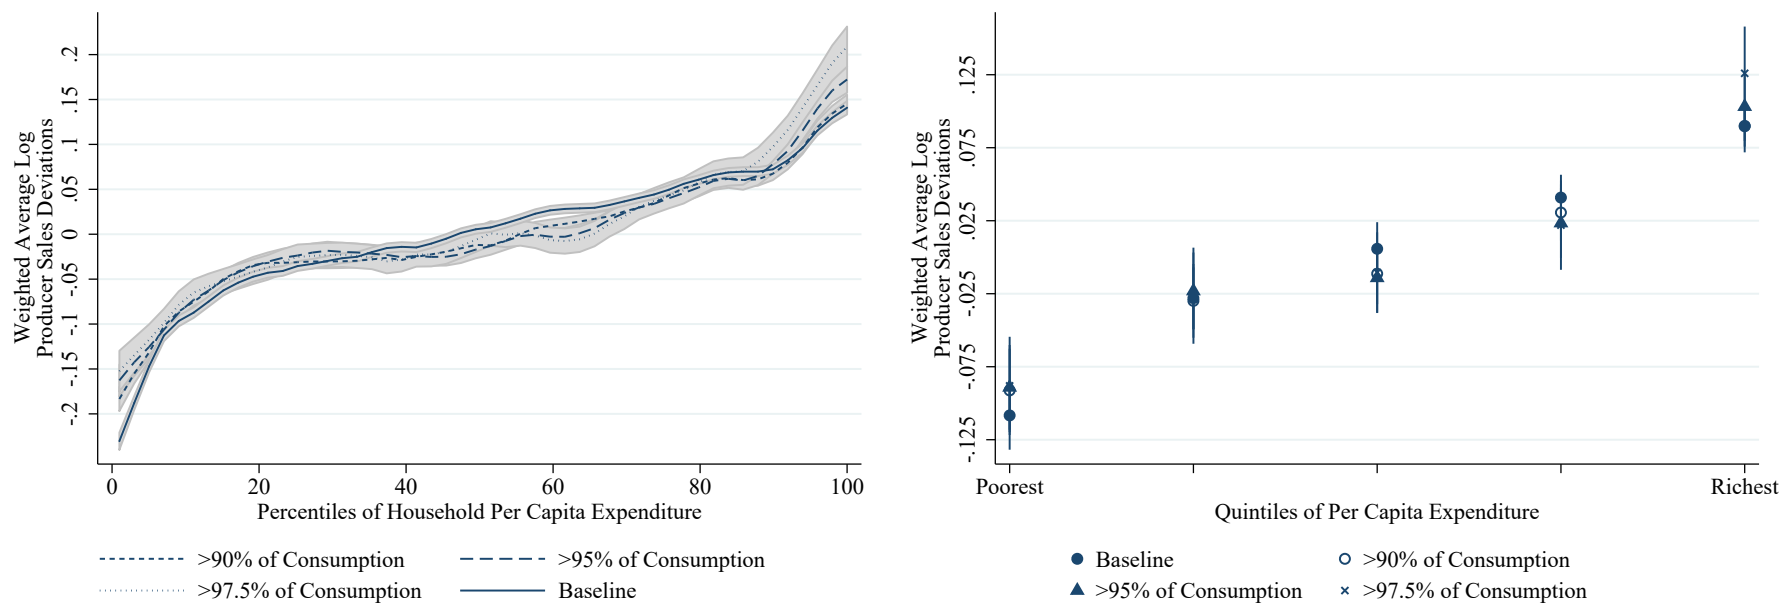 Weighted Average Log
Producer Sales Deviations
.2
.15
.1
.05
0
-.05
-.1
-.15
-.2
0 20 40 60 80 100
Percentiles of Household Per Capita Expenditure
>90% of Consumption >95% of Consumption
>97.5% of Consumption Baseline
Weighted Average Log
Producer Sales Deviations
.125
.075
.025
-.025
-.075
-.125
Poorest Richest
Quintiles of Per Capita Expenditure
Baseline >90% of Consumption
>95% of Consumption >97.5% of Consumption